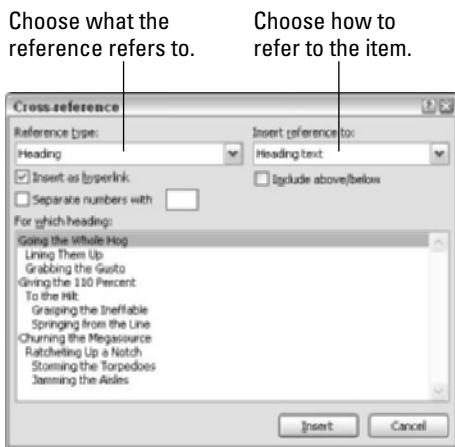 Choose what the
reference refers to.
Choose how to
refer to the item.
Cross-reference
Reference type:
Insert reference to:
Heading
Heading text
Insert as hyperlink
Include above/below
Separate numbers with
For which heading:
Going the Whole Hog
Lining Them Up
Grabbing the Gusto
Giving the 110 Percent
To the Hilt
Grasping the Ineffable
Springing from the Line
Churning the Megasource
Ratcheting Up a Notch
Storming the Torpedoes
Jamming the Aisles
Insert
Cancel